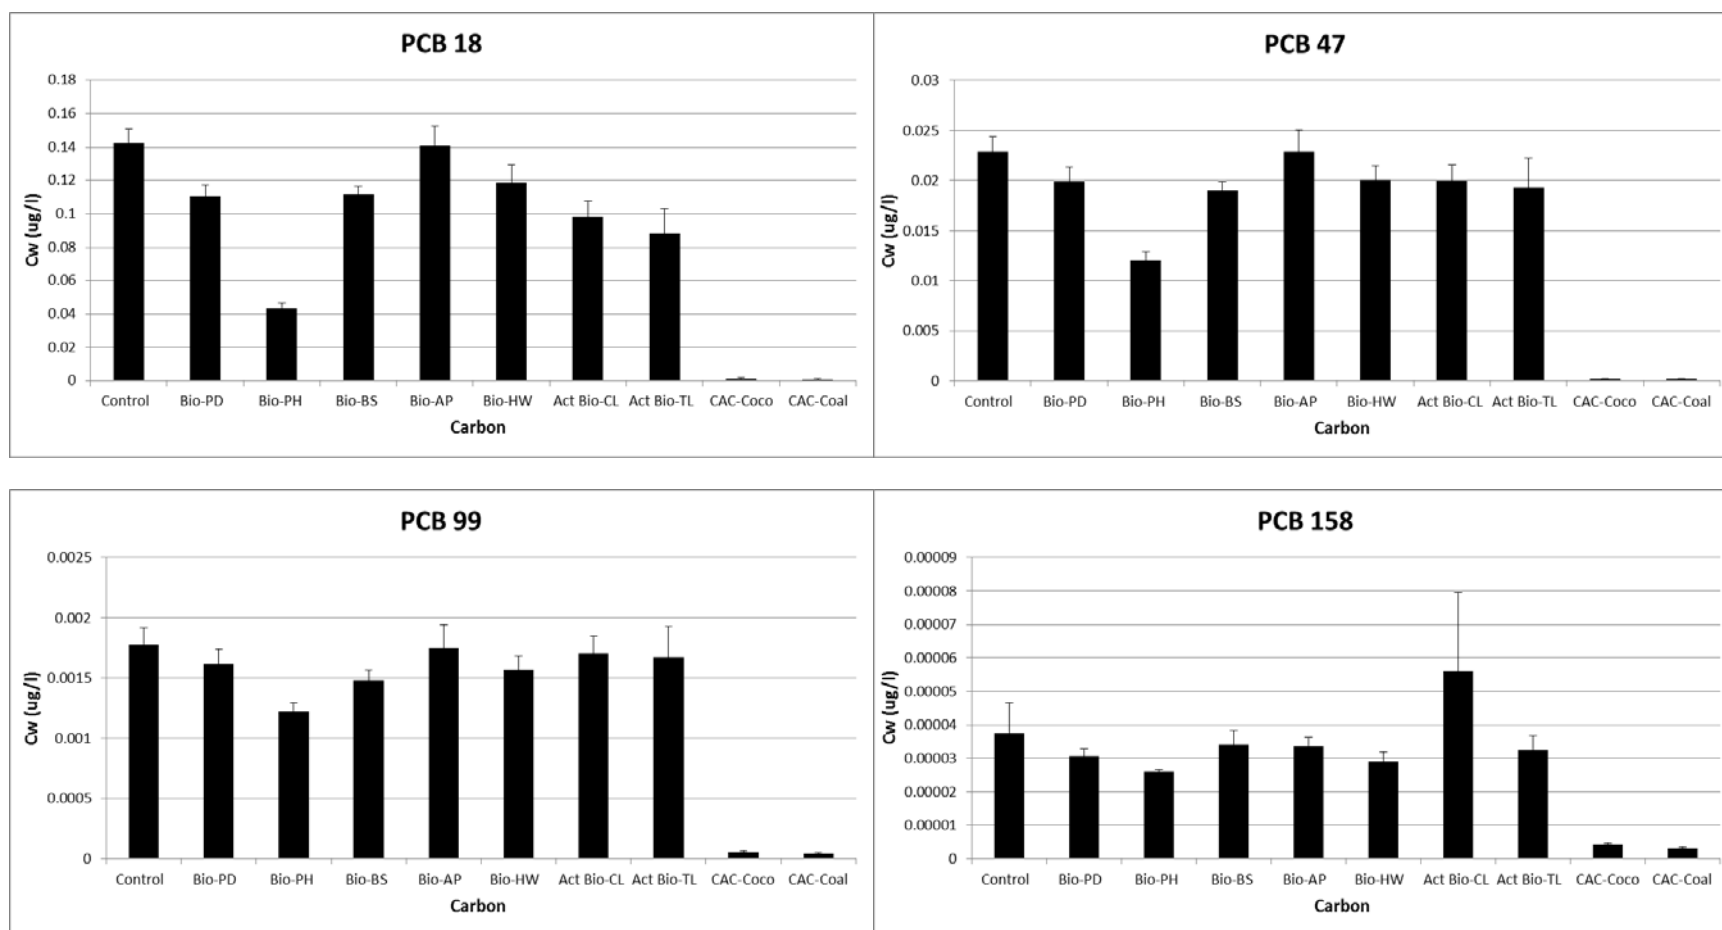 PCB 18
0.18
0.16
0.14
0.12
0.1
0.08
0.06
0.04
0.02
0
Cw (ug/l)
Control Bio-PD Bio-PH Bio-BS Bio-AP Bio-HW Act Bio-CL Act Bio-TL CAC-Coco CAC-Coal
Carbon
PCB 47
0.03
0.025
0.02
0.015
0.01
0.005
0
Cw (ug/l)
Control Bio-PD Bio-PH Bio-BS Bio-AP Bio-HW Act Bio-CL Act Bio-TL CAC-Coco CAC-Coal
Carbon
PCB 99
0.0025
0.002
0.0015
0.001
0.0005
0
Cw (ug/l)
Control Bio-PD Bio-PH Bio-BS Bio-AP Bio-HW Act Bio-CL Act Bio-TL CAC-Coco CAC-Coal
Carbon
PCB 158
0.00009
0.00008
0.00007
0.00006
0.00005
0.00004
0.00003
0.00002
0.00001
0
Cw (ug/l)
Control Bio-PD Bio-PH Bio-BS Bio-AP Bio-HW Act Bio-CL Act Bio-TL CAC-Coco CAC-Coal
Carbon